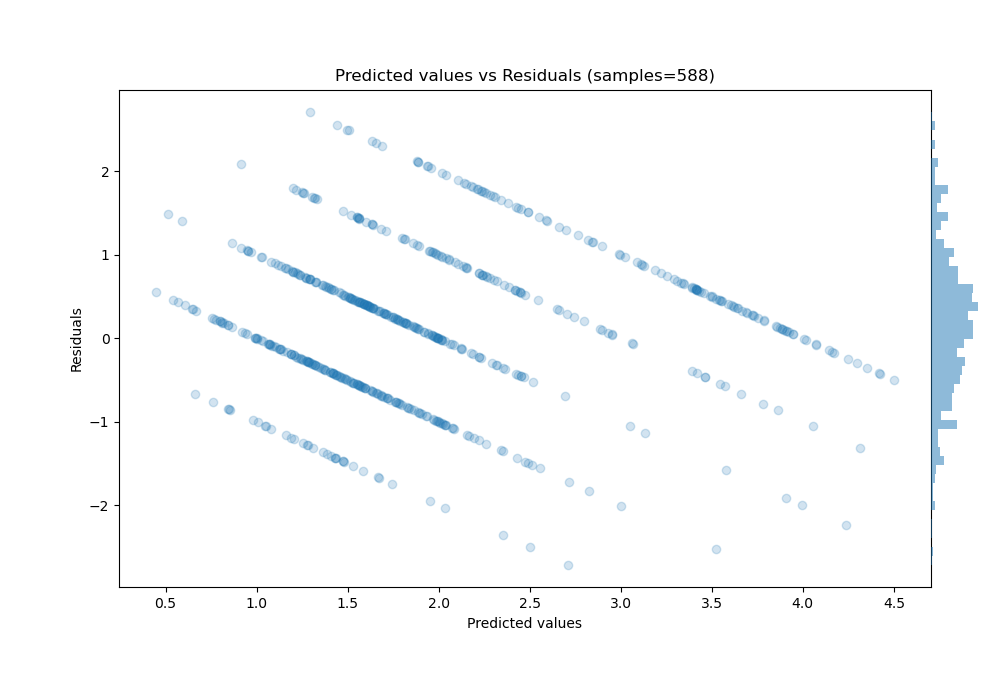 Predicted values vs Residuals (samples=588)
2
1
0
−1
−2
Residuals
0.5 1.0 1.5 2.0 2.5 3.0 3.5 4.0 4.5
Predicted values